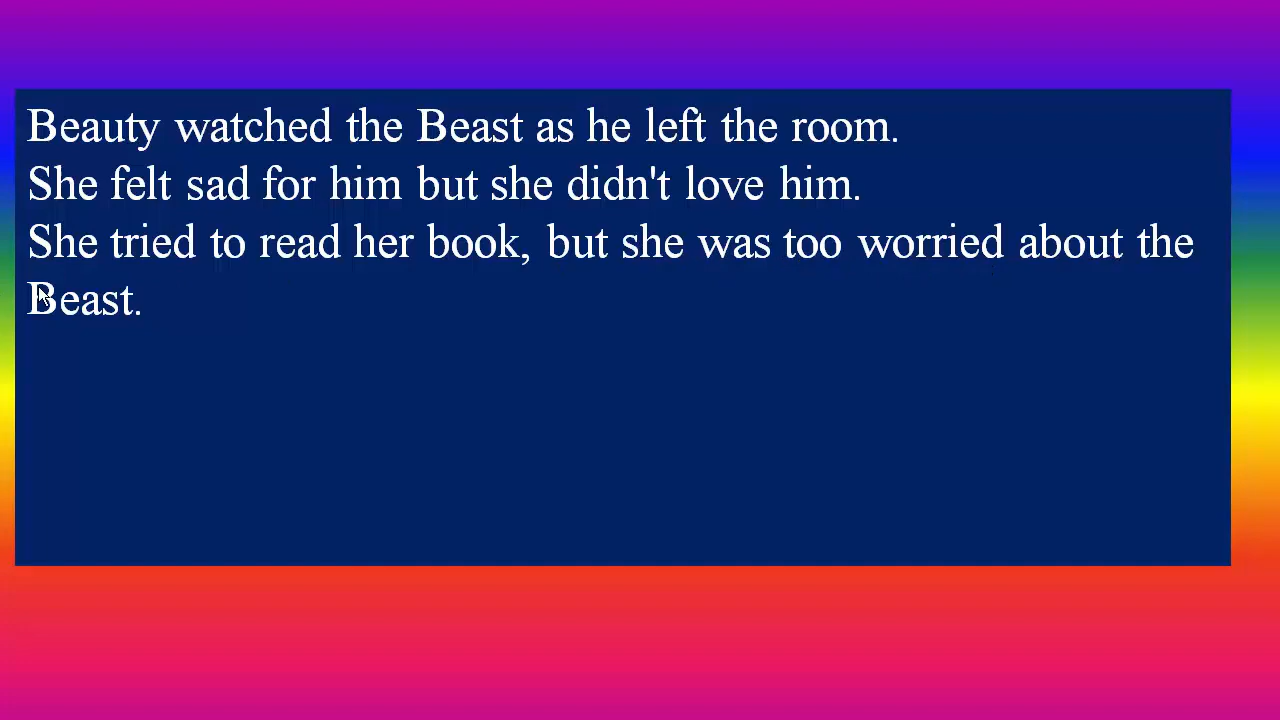 Beauty watched the Beast as he left the room.
She felt sad for him but she didn't love him.
She tried to read her book, but she was too worried about the
Beast.